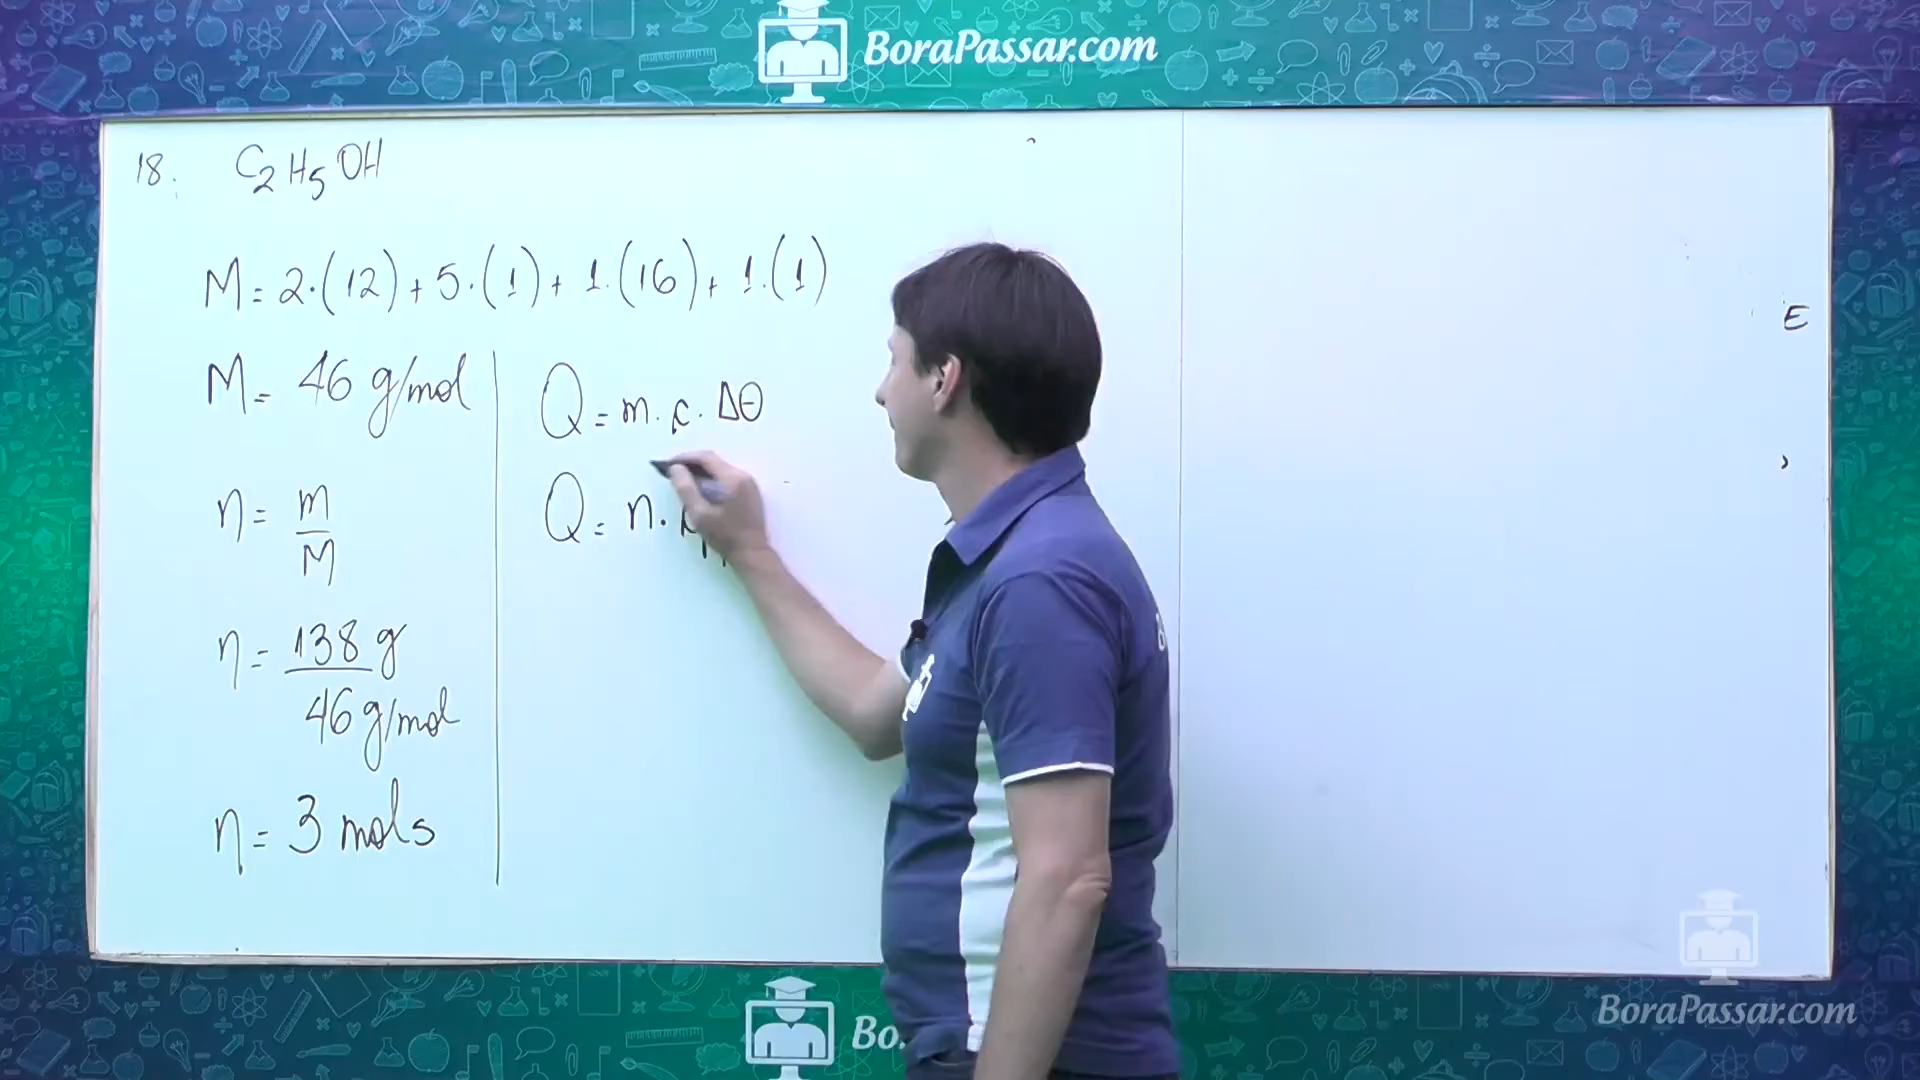 BoraPassar.com
18. C₂H₅OH
M = 2·(12) + 5·(1) + 1·(16) + 1·(1)
M = 46 g/mol
n = m/M
n = 138 g / 46 g/mol
n = 3 mols
Q = m·c·Δθ
Q = n·
E
Bo
BoraPassar.com